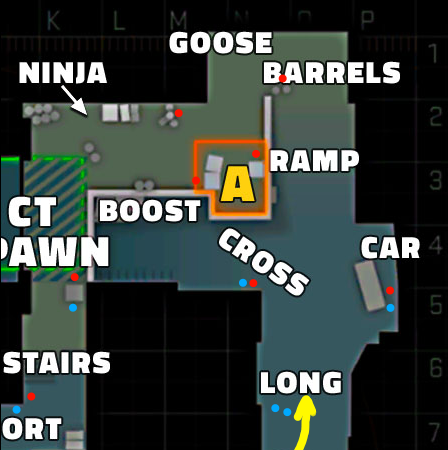 K L M N O P
GOOSE
1
NINJA
BARRELS
2
RAMP
3
A
CT
BOOST
PAWN
CROSS
CAR
4
5
STAIRS
6
LONG
ORT
7